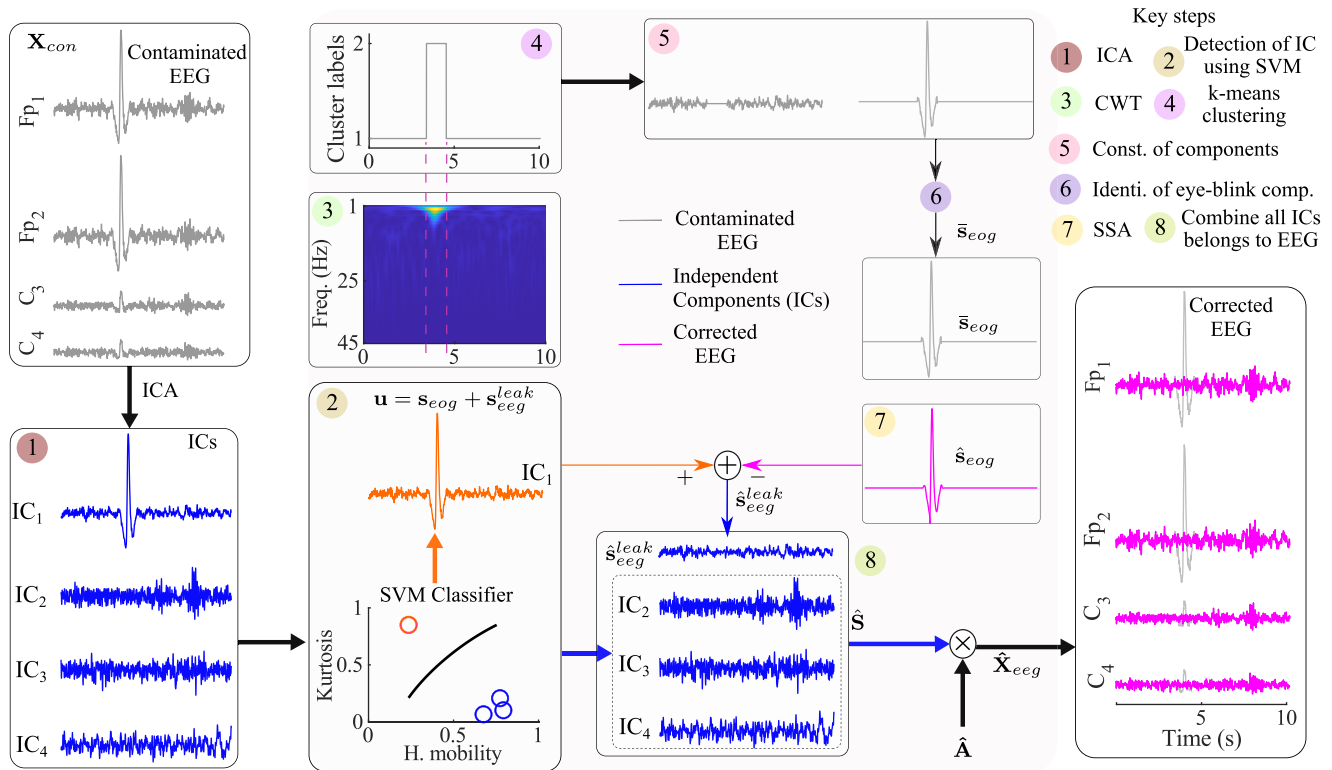 X_con
Contaminated
EEG
Fp1
Fp2
C3
C4
ICA
1
ICs
IC1
IC2
IC3
IC4
4
Cluster labels
2
1
0 5 10
3
Freq. (Hz)
1
25
45
0 5 10
2
u = s_eog + s_eeg^leak
IC1
SVM Classifier
Kurtosis
1
0.5
0
0 0.5 1
H. mobility
5
6
s̄_eog
s̄_eog
Contaminated
EEG
Independent
Components (ICs)
Corrected
EEG
7
ŝ_eog
+
+
−
ŝ_eeg^leak
ŝ_eeg^leak
8
IC2
IC3
IC4
Ŝ
×
Â
X̂_eeg
Key steps
1 ICA
2 Detection of IC
using SVM
3 CWT
4 k-means
clustering
5 Const. of components
6 Identi. of eye-blink comp.
7 SSA
8 Combine all ICs
belongs to EEG
Corrected
EEG
Fp1
Fp2
C3
C4
5 10
Time (s)